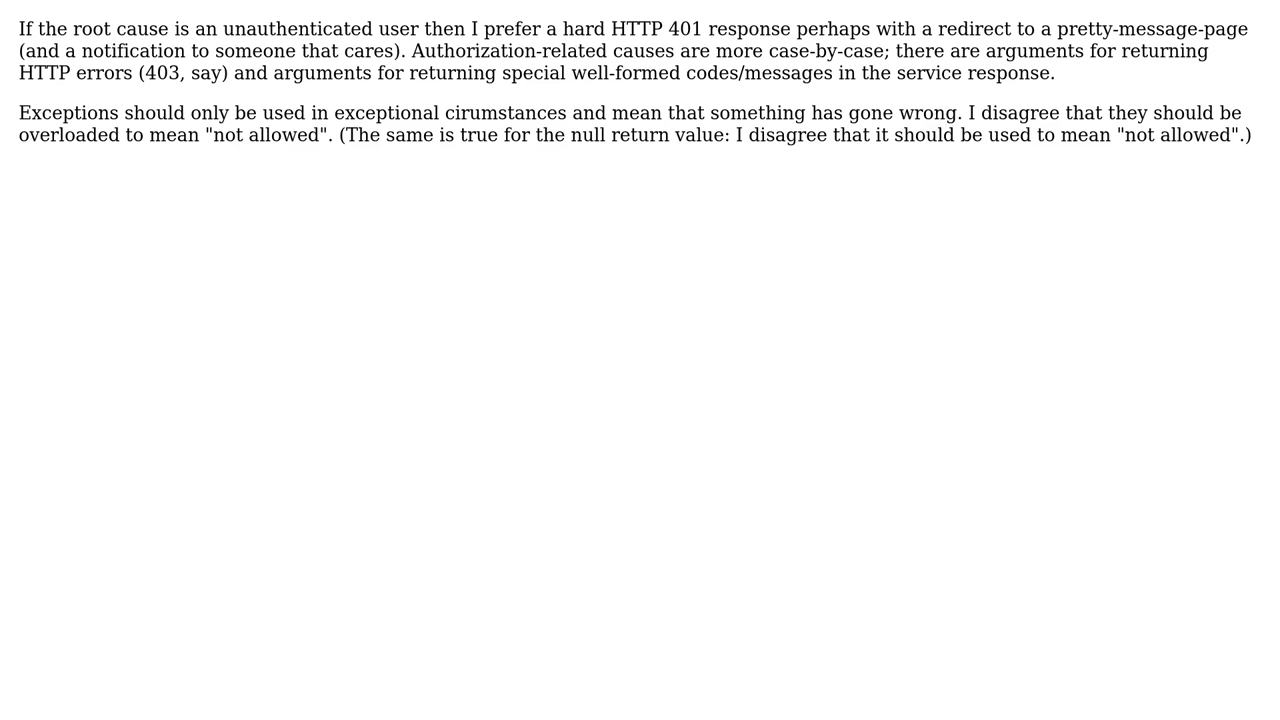 If the root cause is an unauthenticated user then I prefer a hard HTTP 401 response perhaps with a redirect to a pretty-message-page
(and a notification to someone that cares). Authorization-related causes are more case-by-case; there are arguments for returning
HTTP errors (403, say) and arguments for returning special well-formed codes/messages in the service response.
Exceptions should only be used in exceptional cirumstances and mean that something has gone wrong. I disagree that they should be
overloaded to mean "not allowed". (The same is true for the null return value: I disagree that it should be used to mean "not allowed".)